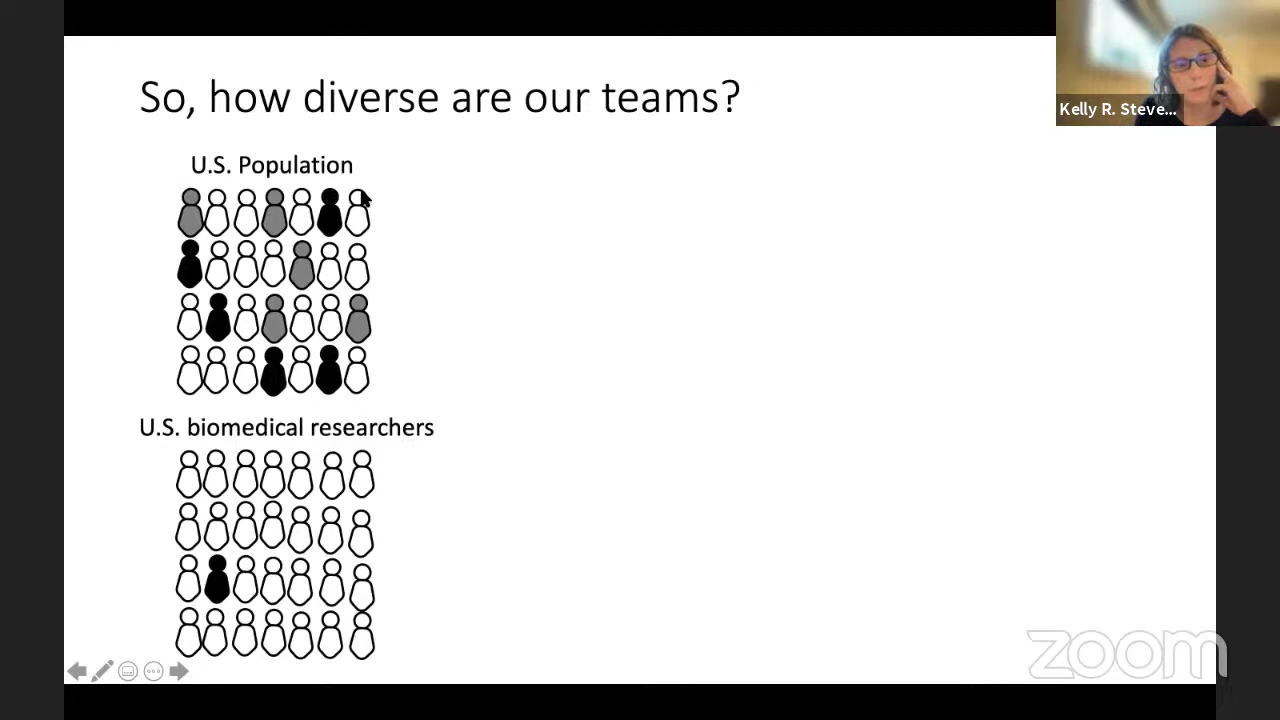 So, how diverse are our teams?
Kelly R. Steve...
U.S. Population
U.S. biomedical researchers
zoom